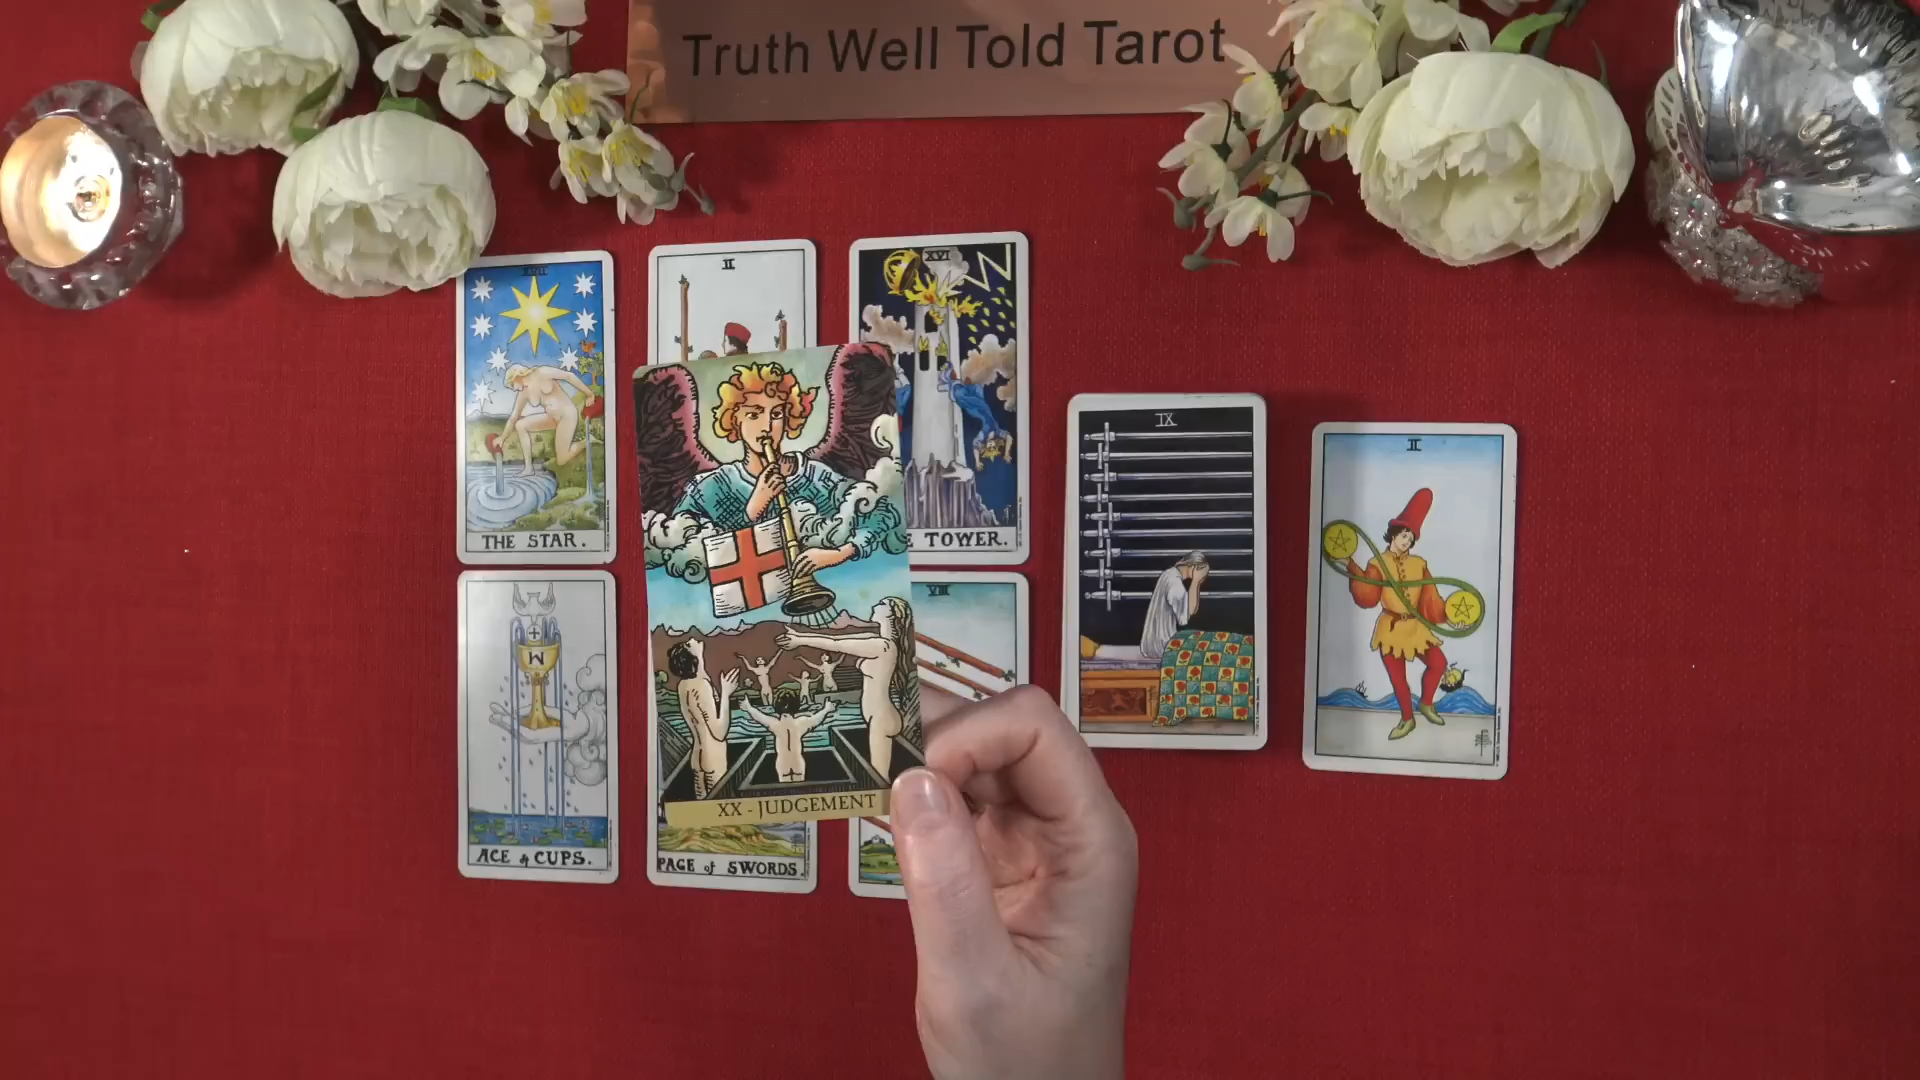 Truth Well Told Tarot
XVII
II
XVI
THE STAR.
E TOWER.
IX
II
XX - JUDGEMENT
ACE of CUPS.
PAGE of SWORDS.
VIII